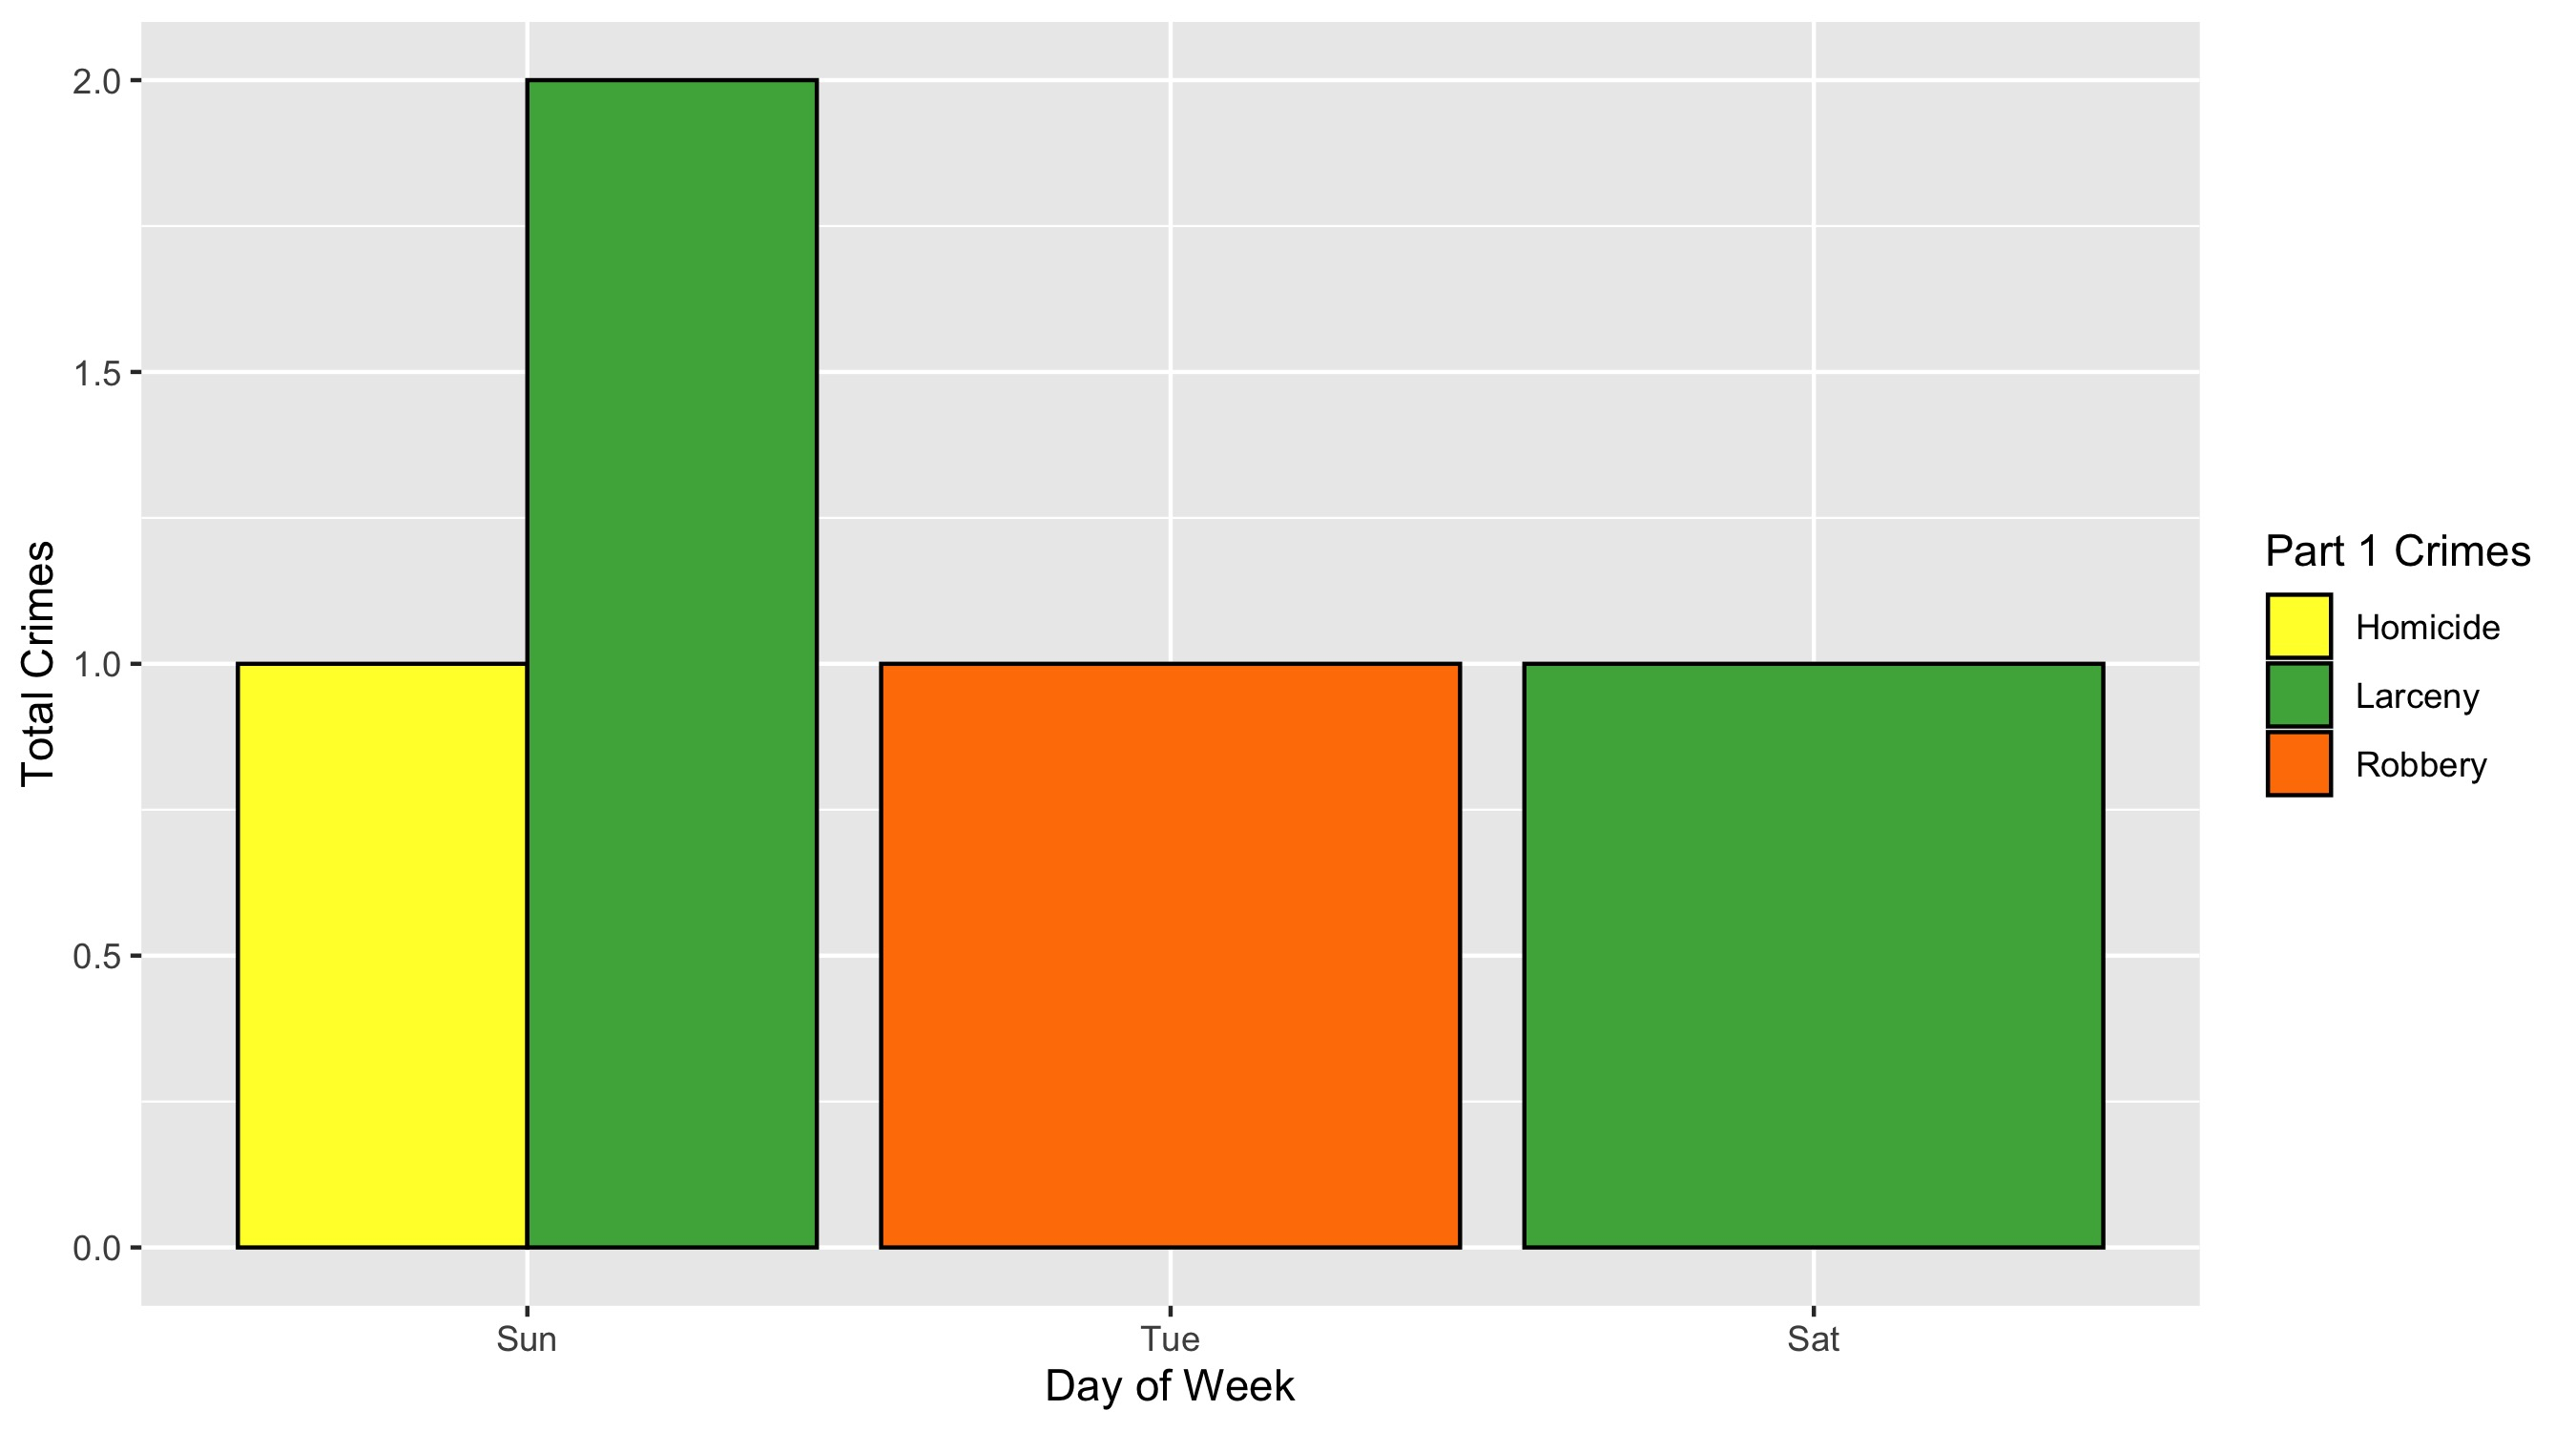 2.0
1.5
1.0
0.5
0.0
Total Crimes
Sun
Tue
Sat
Day of Week
Part 1 Crimes
Homicide
Larceny
Robbery